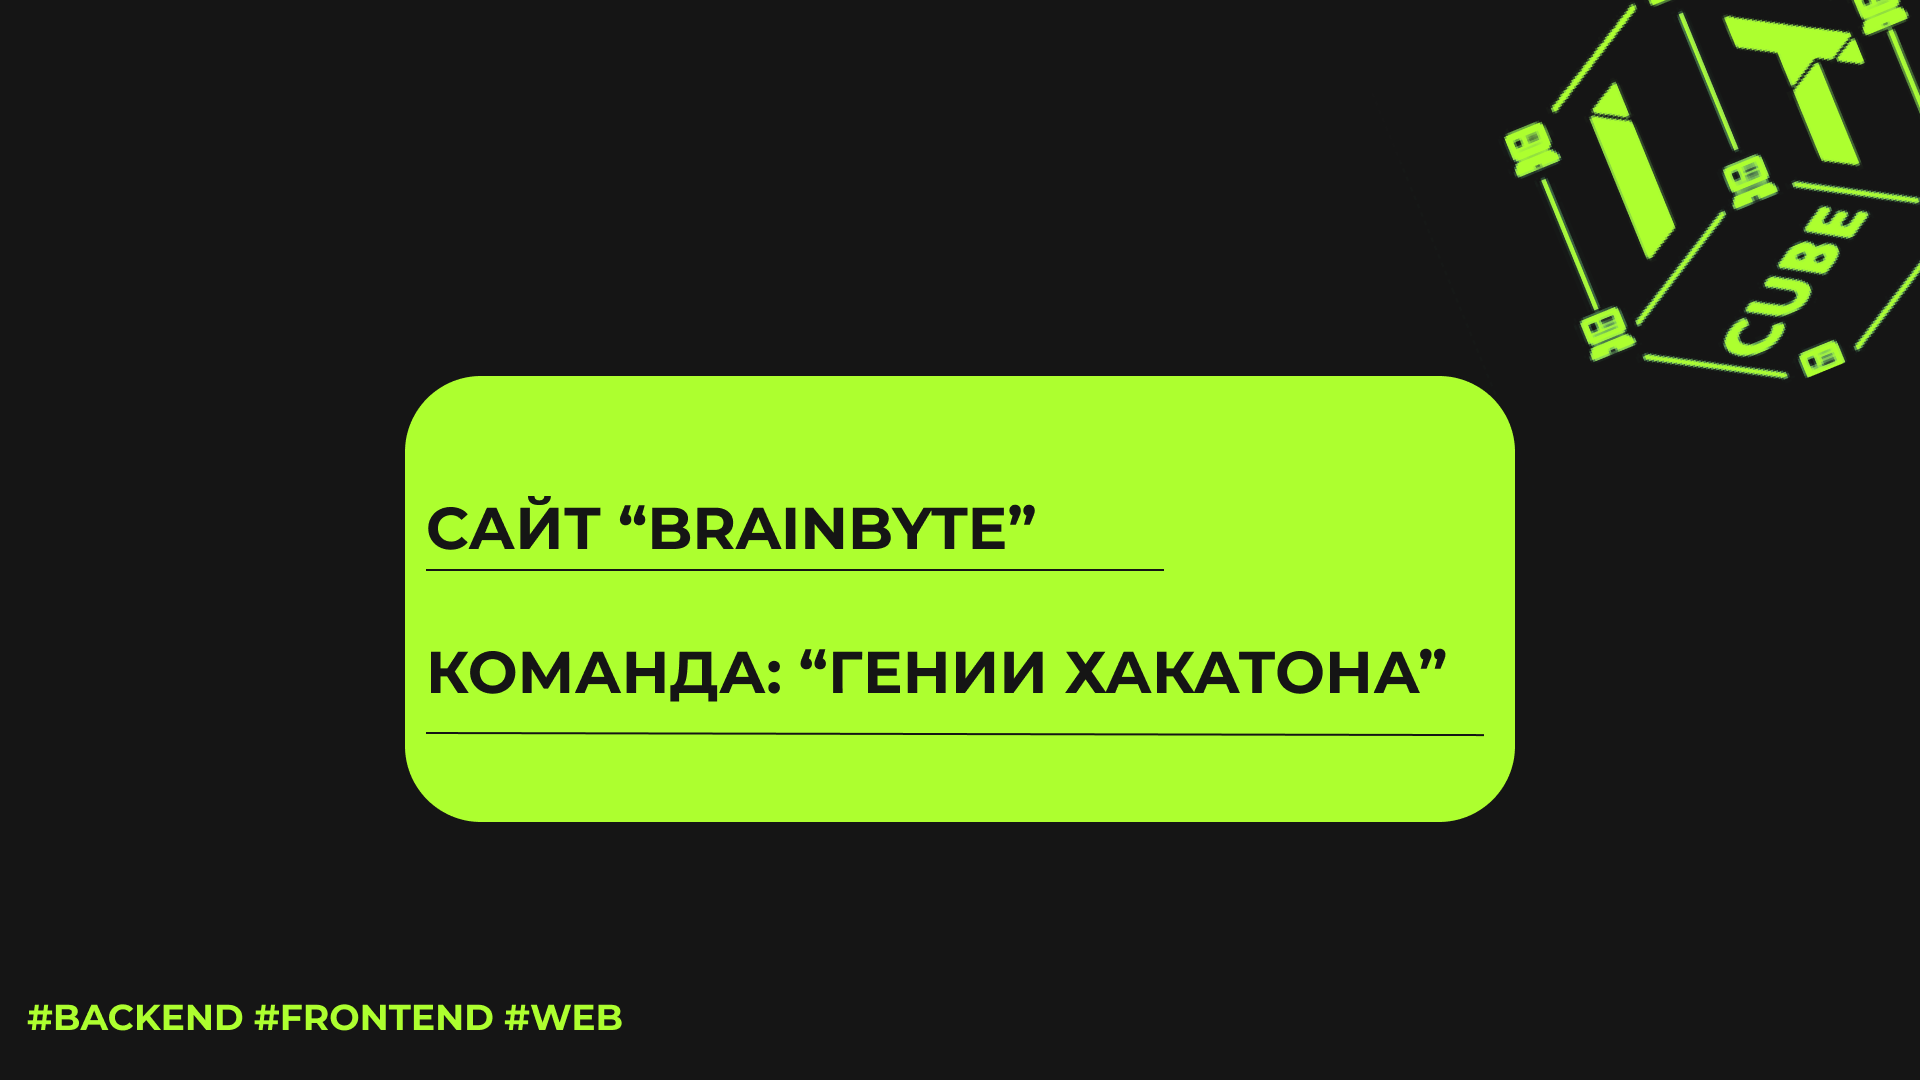 IT
CUBE
САЙТ “BRAINBYTE”
КОМАНДА: “ГЕНИИ ХАКАТОНА”
#BACKEND #FRONTEND #WEB